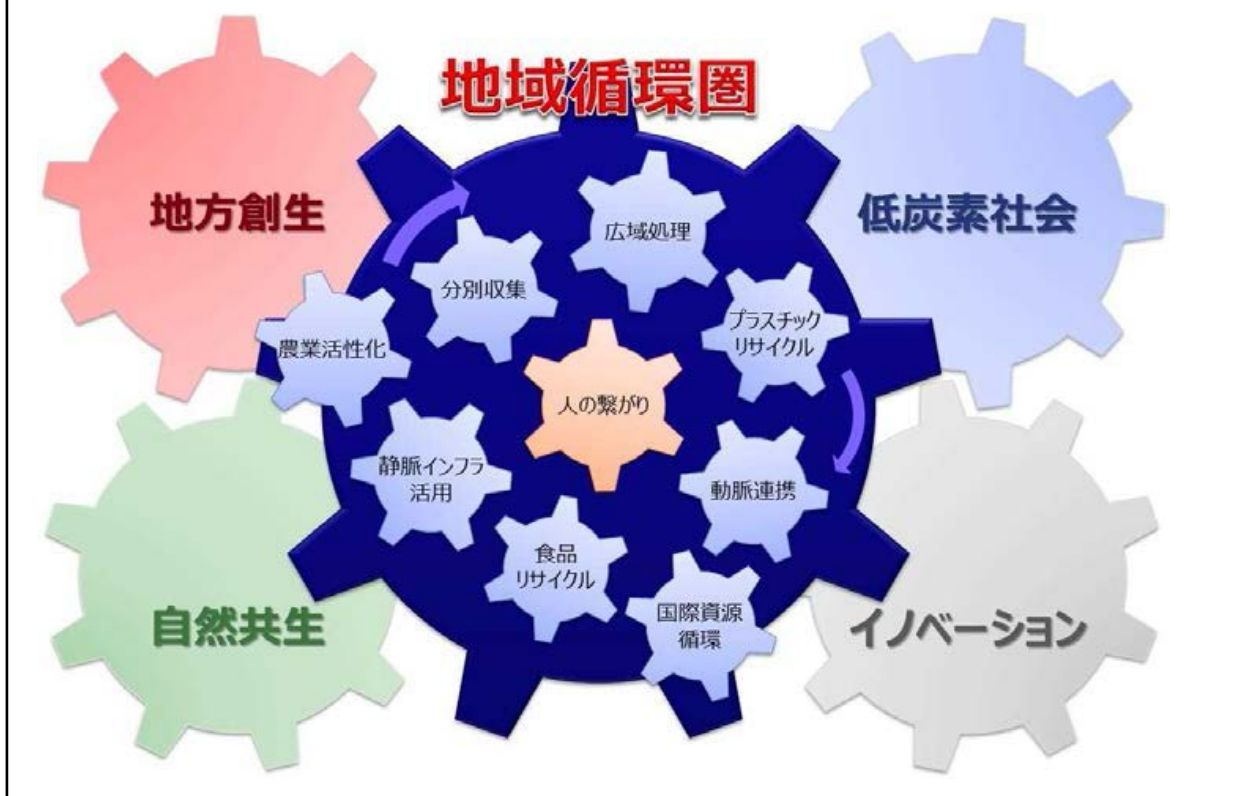 地域循環圏
地方創生
低炭素社会
広域処理
分別収集
プラスチック
リサイクル
農業活性化
人の繋がり
静脈インフラ
活用
動脈連携
食品
リサイクル
国際資源
循環
自然共生
イノベーション